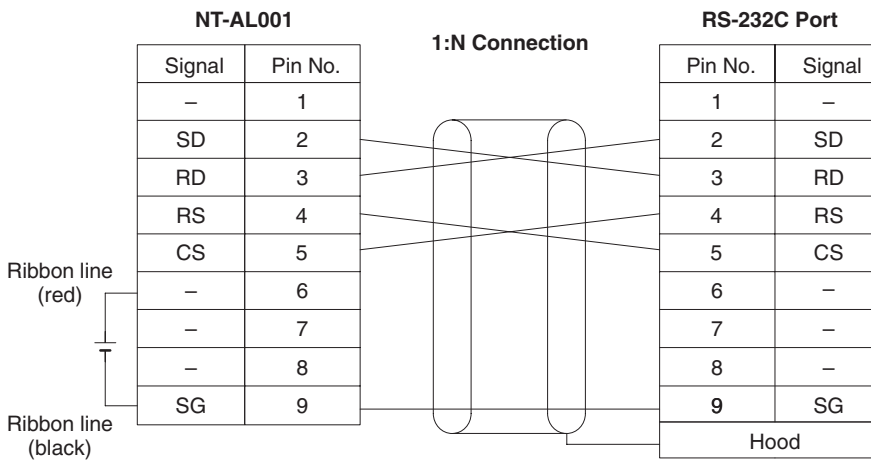 NT-AL001
1:N Connection
RS-232C Port
Signal Pin No. Pin No. Signal
– 1 1 –
SD 2 2 SD
RD 3 3 RD
RS 4 4 RS
CS 5 5 CS
Ribbon line
(red)
– 6 6 –
– 7 7 –
– 8 8 –
SG 9 9 SG
Ribbon line
(black)
Hood